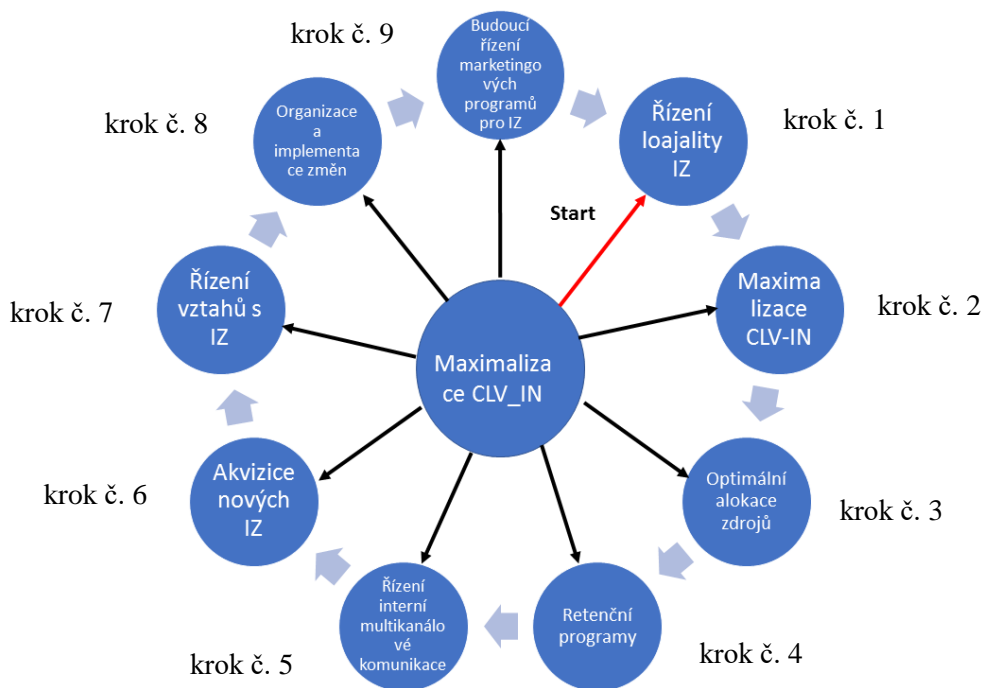 krok č. 9
Budoucí
řízení
marketingo
vých
programů
pro IZ
krok č. 8
Organizace
a
implementa
ce změn
Řízení
loajality
IZ
krok č. 1
Start
krok č. 7
Řízení
vztahů s
IZ
Maxima
lizace
CLV-IN
krok č. 2
Maximaliza
ce CLV_IN
krok č. 6
Akvizice
nových
IZ
Optimální
alokace
zdrojů
krok č. 3
krok č. 5
Řízení
interní
multikanálo
vé
komunikace
Retenční
programy
krok č. 4